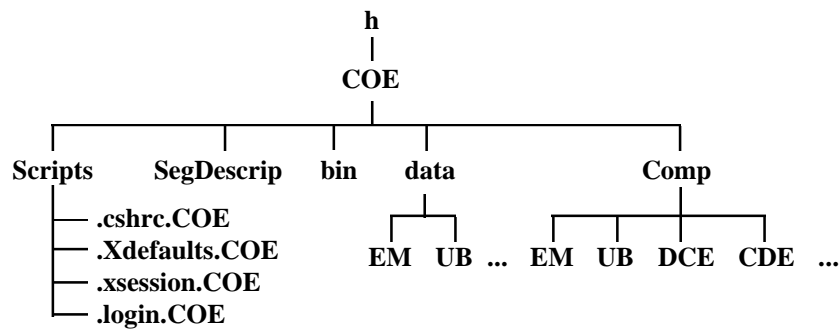 h
COE
Scripts SegDescrip bin data Comp
.cshrc.COE
.Xdefaults.COE
.xsession.COE
.login.COE
EM UB ... EM UB DCE CDE ...